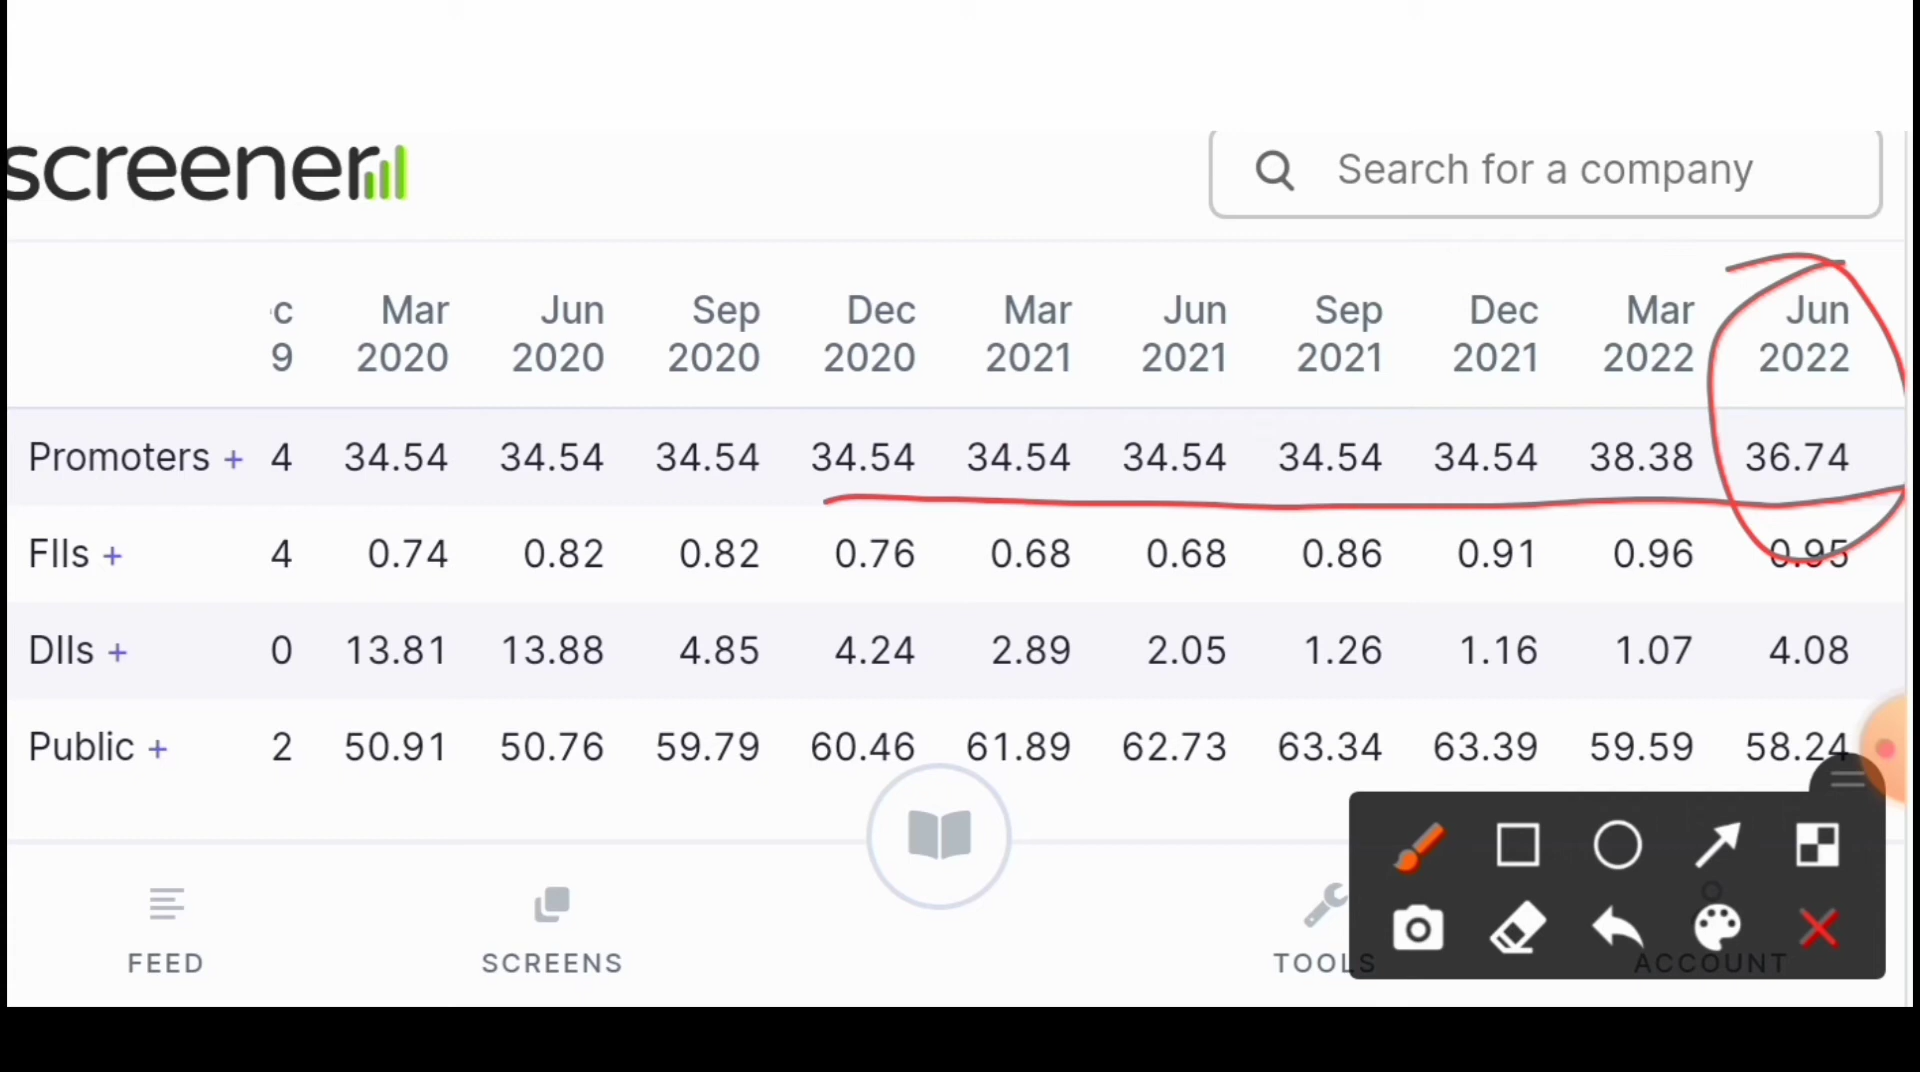 screener
Search for a company
c Mar Jun Sep Dec Mar Jun Sep Dec Mar Jun
9 2020 2020 2020 2020 2021 2021 2021 2021 2022 2022
Promoters + 4 34.54 34.54 34.54 34.54 34.54 34.54 34.54 34.54 38.38 36.74
FIIs + 4 0.74 0.82 0.82 0.76 0.68 0.68 0.86 0.91 0.96 0.95
DIIs + 0 13.81 13.88 4.85 4.24 2.89 2.05 1.26 1.16 1.07 4.08
Public + 2 50.91 50.76 59.79 60.46 61.89 62.73 63.34 63.39 59.59 58.24
FEED SCREENS TOOLS ACCOUNT